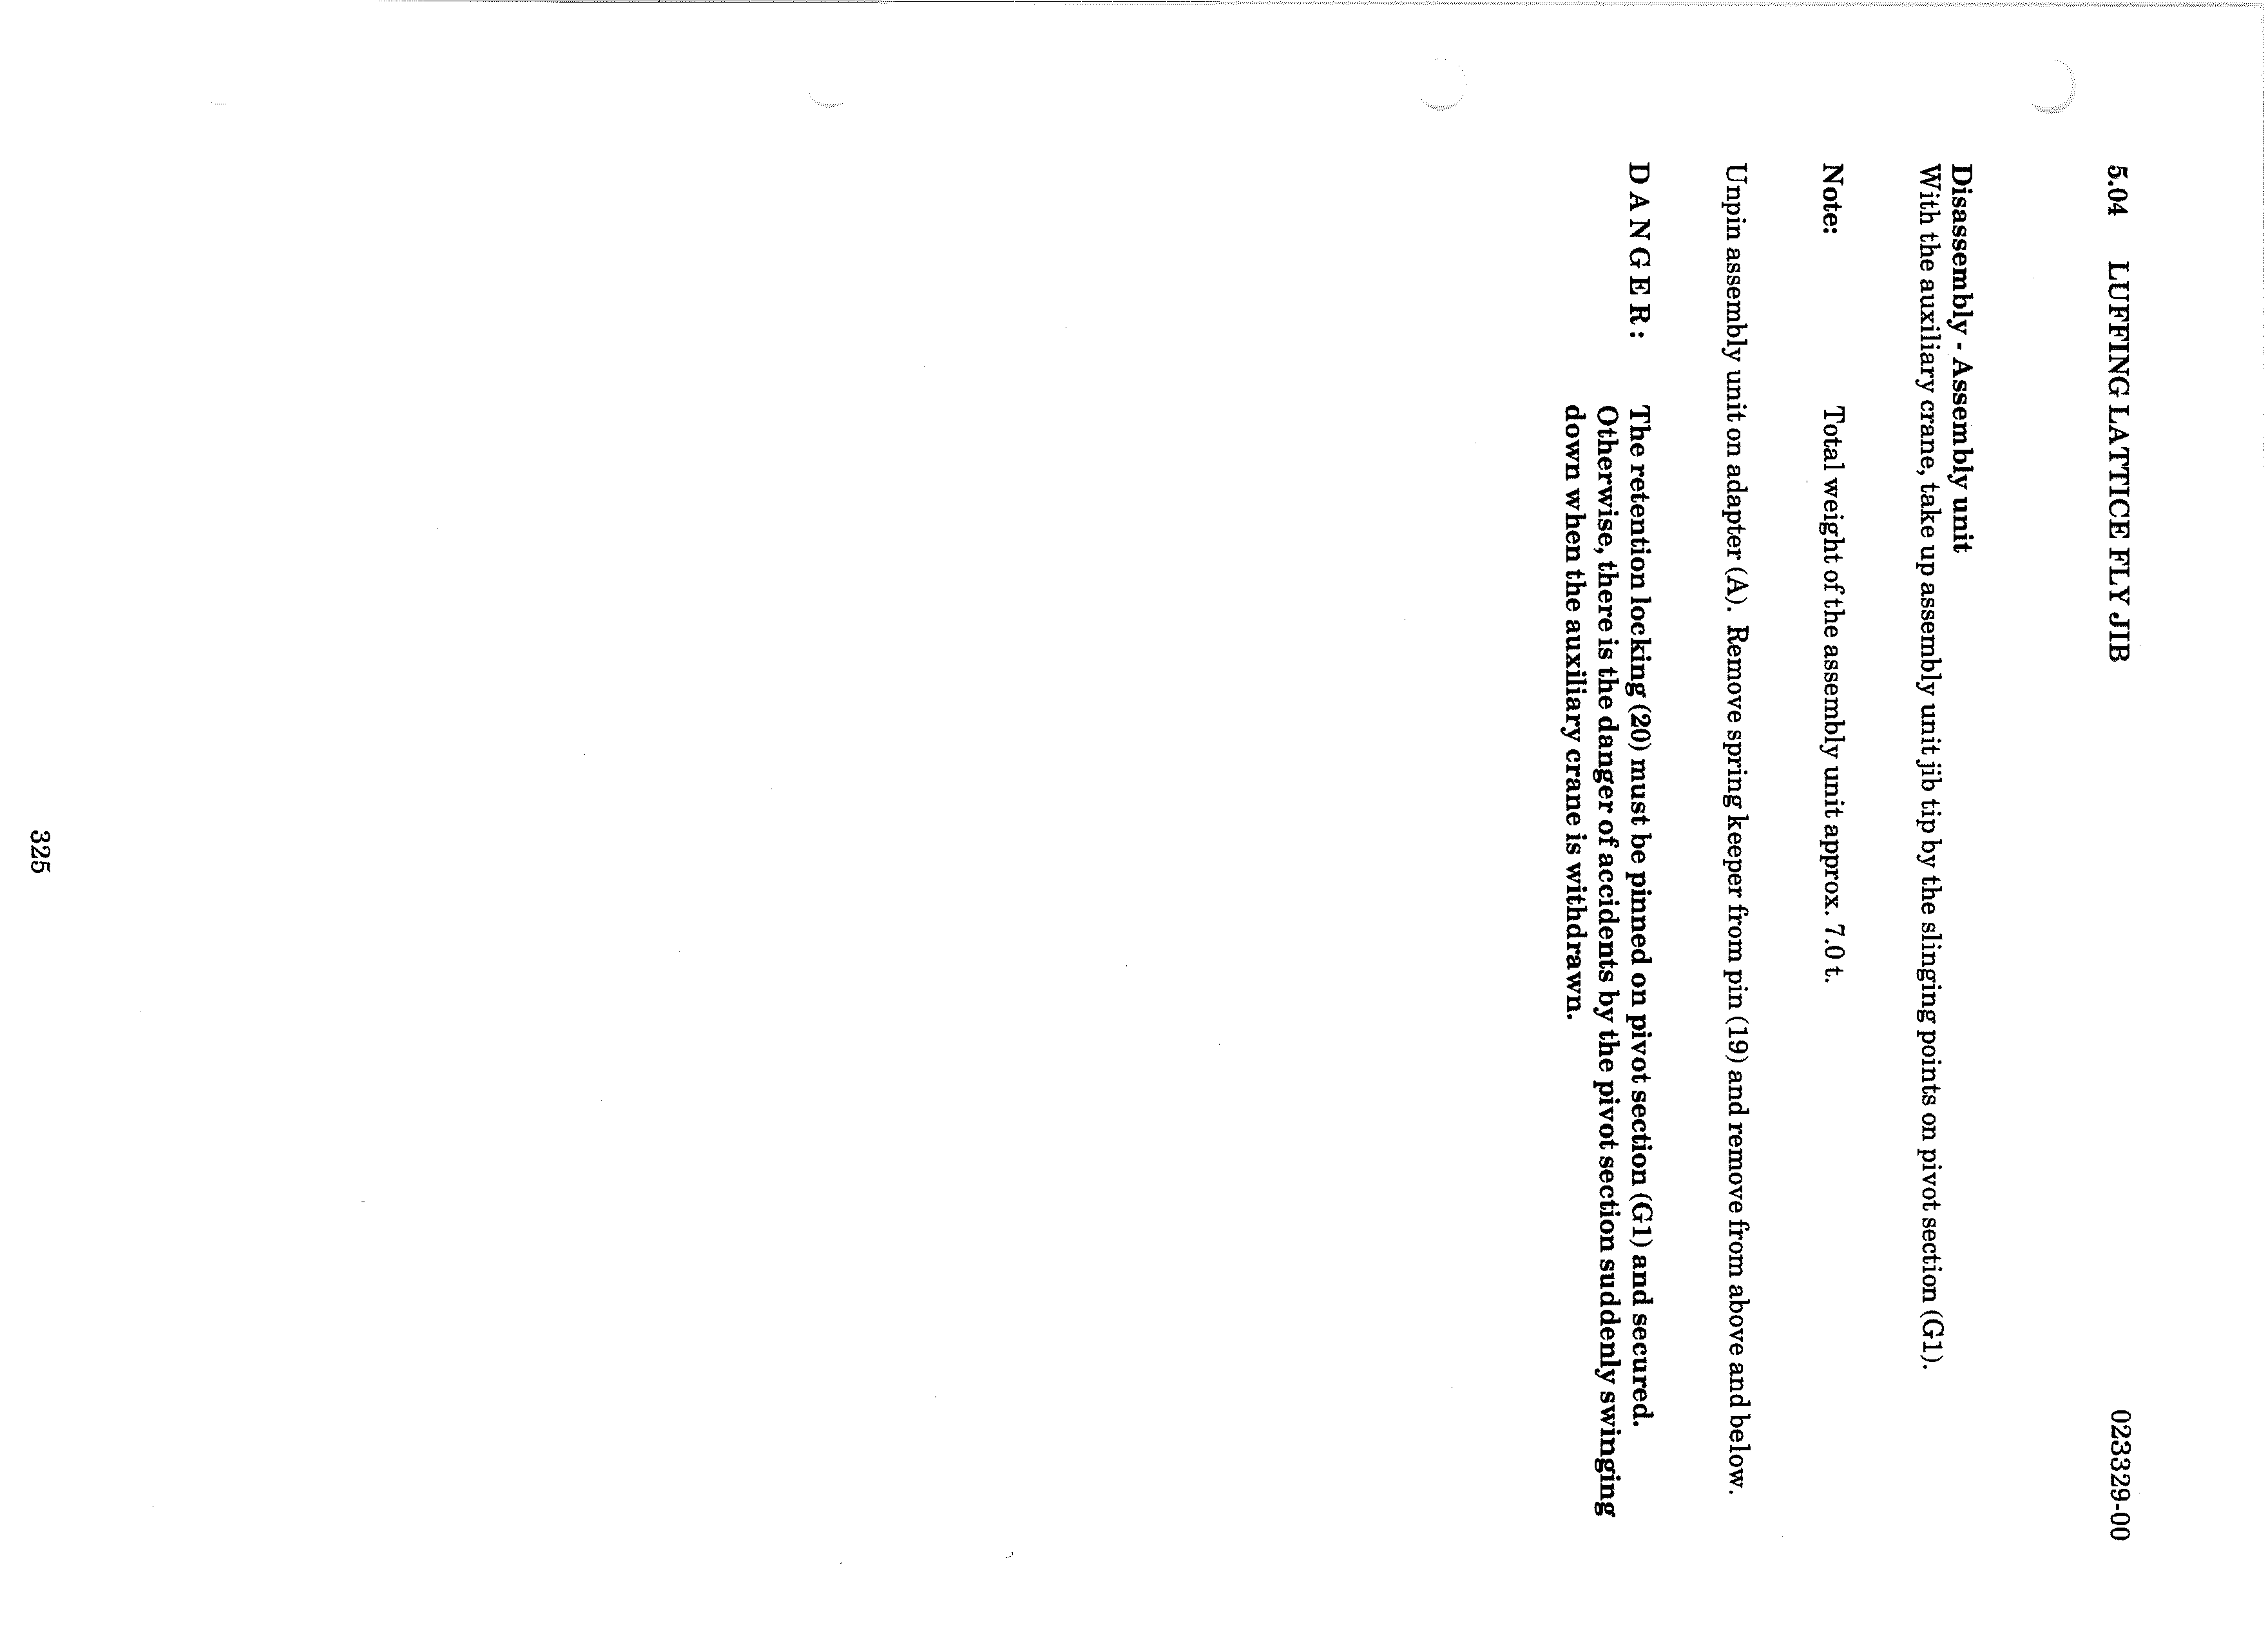 5.04 LUFFING LATTICE FLY JIB 023329-00
Disassembly - Assembly unit
With the auxiliary crane, take up assembly unit jib tip by the slinging points on pivot section (G1).
Note: Total weight of the assembly unit approx. 7.0 t.
Unpin assembly unit on adapter (A). Remove spring keeper from pin (19) and remove from above and below.
D A N G E R : The retention locking (20) must be pinned on pivot section (G1) and secured.
Otherwise, there is the danger of accidents by the pivot section suddenly swinging
down when the auxiliary crane is withdrawn.
325